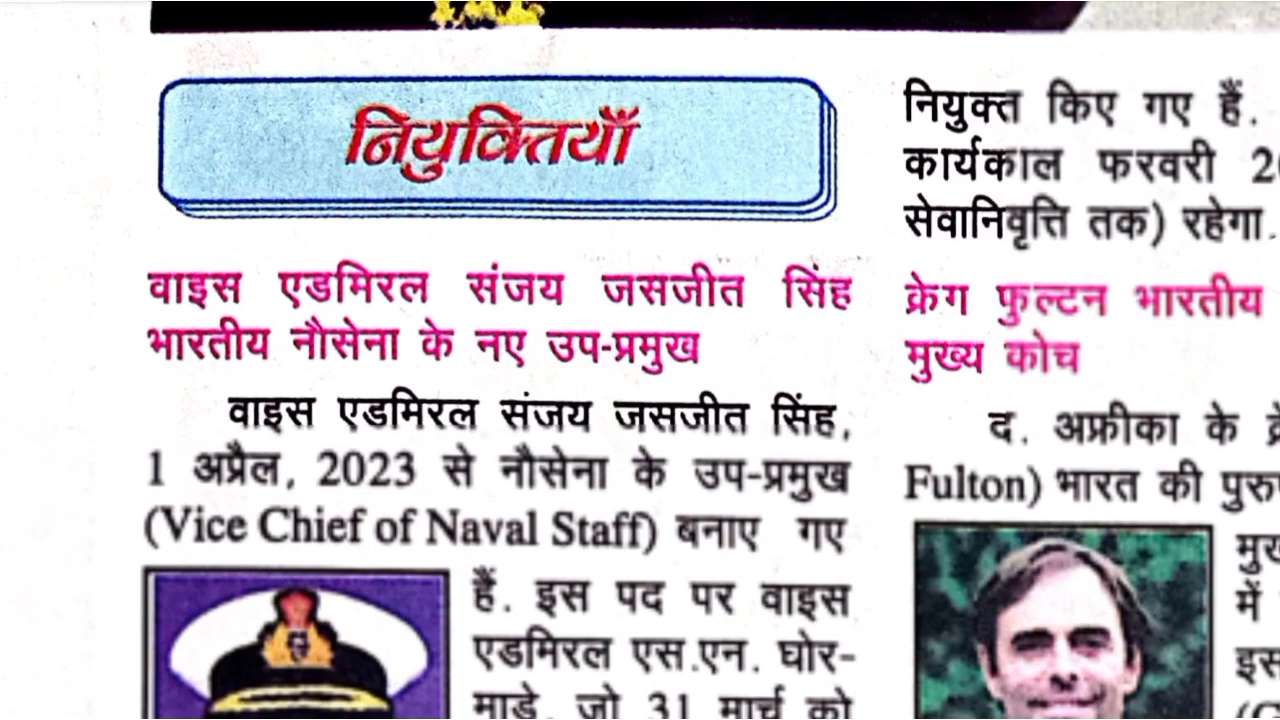 नियुक्तियाँ
वाइस एडमिरल संजय जसजीत सिंह
भारतीय नौसेना के नए उप-प्रमुख
वाइस एडमिरल संजय जसजीत सिंह,
1 अप्रैल, 2023 से नौसेना के उप-प्रमुख
(Vice Chief of Naval Staff) बनाए गए
हैं. इस पद पर वाइस
एडमिरल एस.एन. घोर-
माडे, जो 31 मार्च को
नियुक्त किए गए हैं.
कार्यकाल फरवरी
सेवानिवृत्ति तक) रहेगा.
क्रेग फुल्टन भारतीय
मुख्य कोच
द. अफ्रीका के
Fulton) भारत की
में